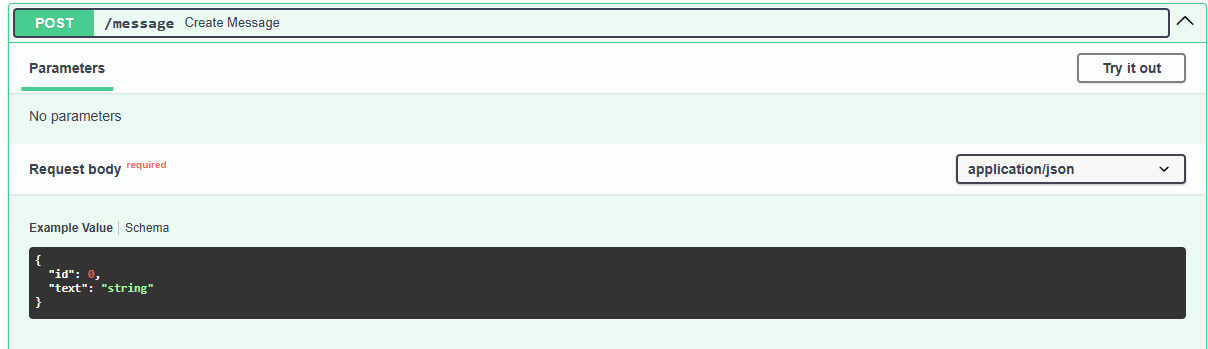 POST /message Create Message
Parameters
Try it out
No parameters
Request body required
application/json
Example Value Schema
{
  "id": 0,
  "text": "string"
}